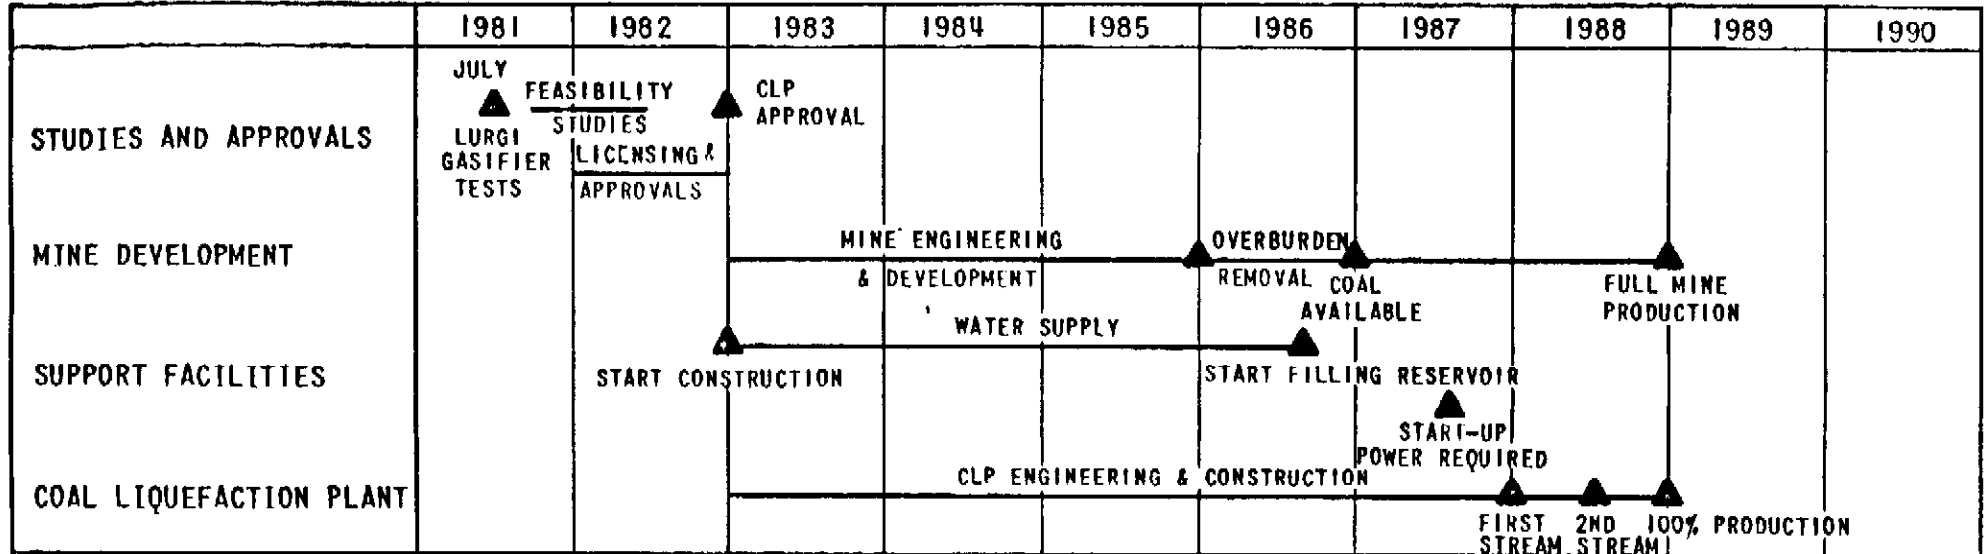 1981 1982 1983 1984 1985 1986 1987 1988 1989 1990
STUDIES AND APPROVALS
JULY
LURGI
GASIFIER
TESTS
FEASIBILITY
STUDIES
LICENSING &
APPROVALS
CLP
APPROVAL
MINE DEVELOPMENT
MINE ENGINEERING
& DEVELOPMENT
OVERBURDEN
REMOVAL
COAL
AVAILABLE
FULL MINE
PRODUCTION
SUPPORT FACILITIES
WATER SUPPLY
START CONSTRUCTION
START FILLING RESERVOIR
START-UP
POWER REQUIRED
COAL LIQUEFACTION PLANT
CLP ENGINEERING & CONSTRUCTION
FIRST
STREAM
2ND
STREAM
100% PRODUCTION